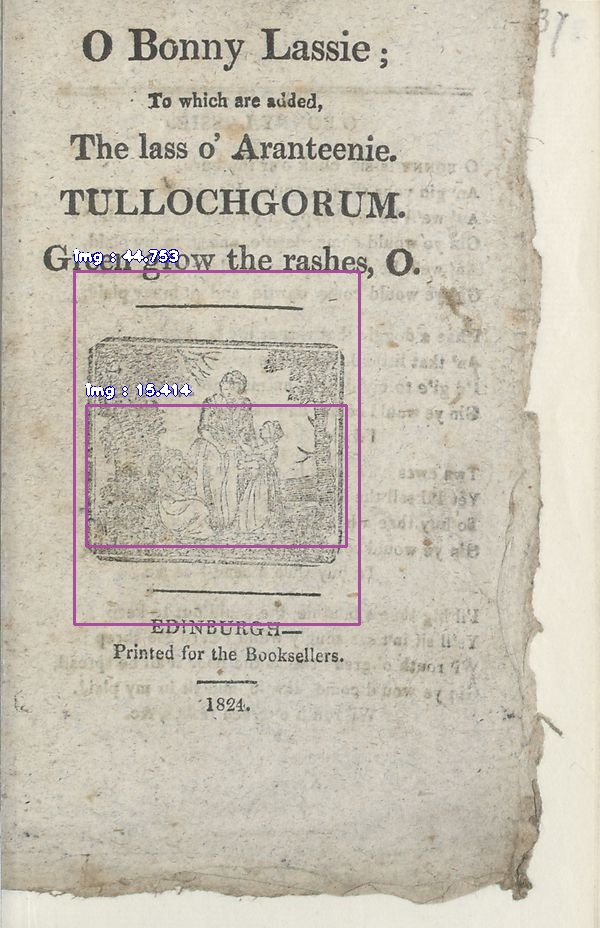 37
O Bonny Lassie;
To which are added,
The lass o' Aranteenie.
TULLOCHGORUM.
Green grow the rashes, O.
img : 44.753
img : 15.414
EDINBURGH—
Printed for the Booksellers.
1824.